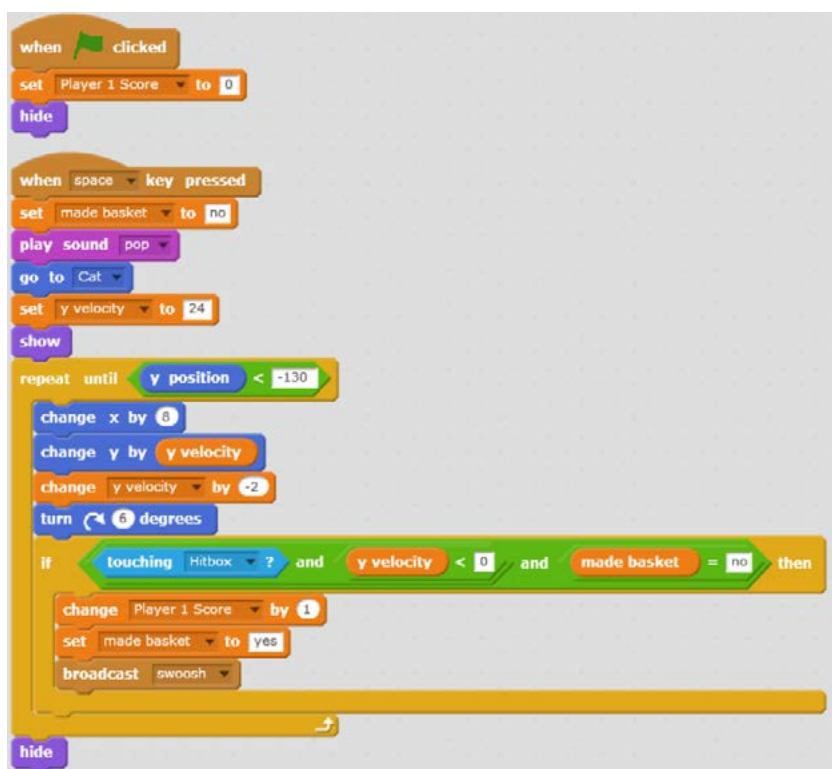 when clicked
set Player 1 Score to 0
hide
when space key pressed
set made basket to no
play sound pop
go to Cat
set y velocity to 24
show
repeat until y position < -130
change x by 8
change y by y velocity
change y velocity by -2
turn 6 degrees
if touching Hitbox ? and y velocity < 0 and made basket = no then
change Player 1 Score by 1
set made basket to yes
broadcast swoosh
hide